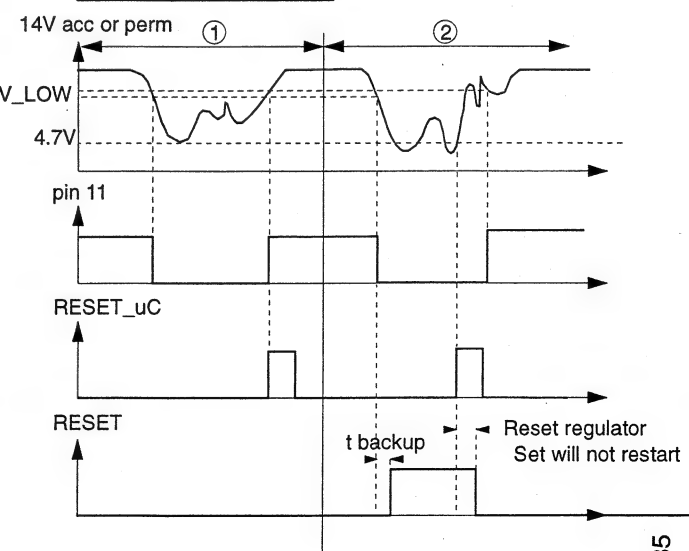 14V acc or perm
1
2
V_LOW
4.7V
pin 11
RESET_uC
RESET
t backup
Reset regulator
Set will not restart